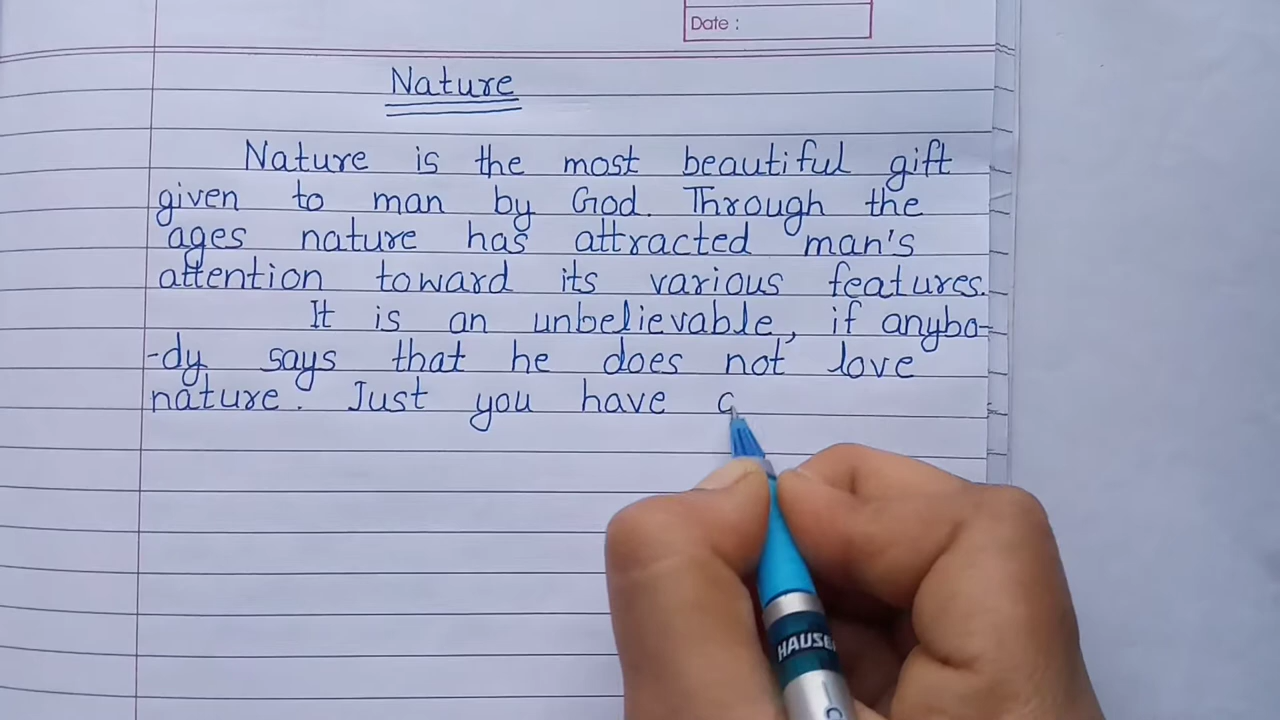 Date :
Nature
Nature is the most beautiful gift
given to man by God. Through the
ages nature has attracted man's
attention toward its various features.
It is an unbelievable, if anybo-
-dy says that he does not love
nature. Just you have
HAUSER